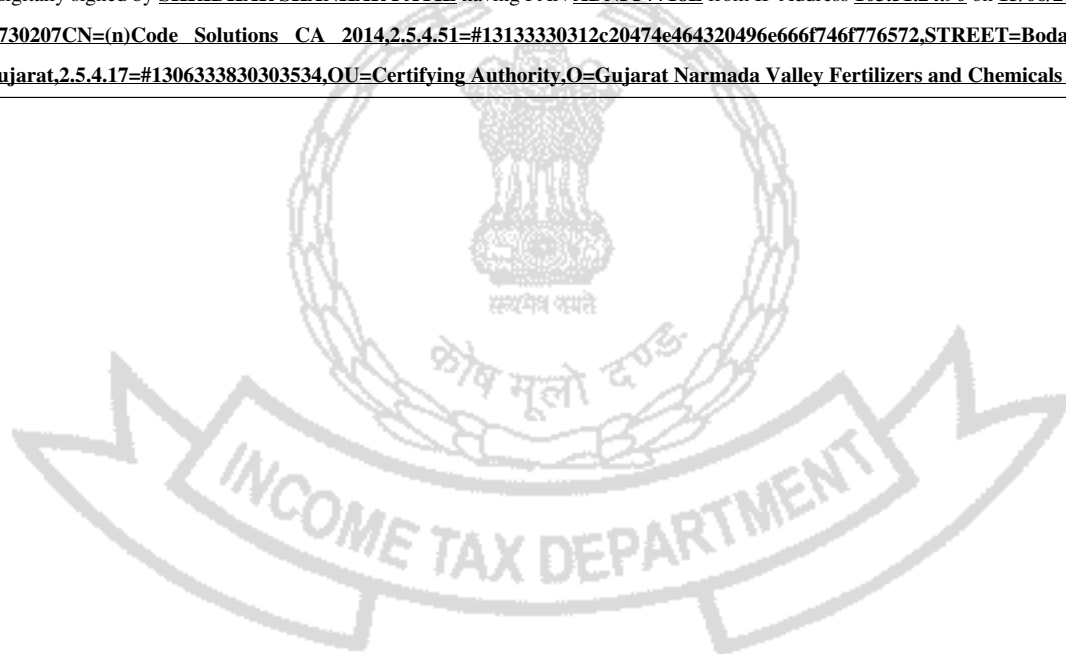 730207CN=(n)Code Solutions CA 2014,2.5.4.51=#13133330312c20474e464320496e666f746f776572,STREET=Boda
ujarat,2.5.4.17=#1306333830303534,OU=Certifying Authority,O=Gujarat Narmada Valley Fertilizers and Chemicals
सत्यमेव जयते
कोष मूलो दण्ड:
INCOME TAX DEPARTMENT